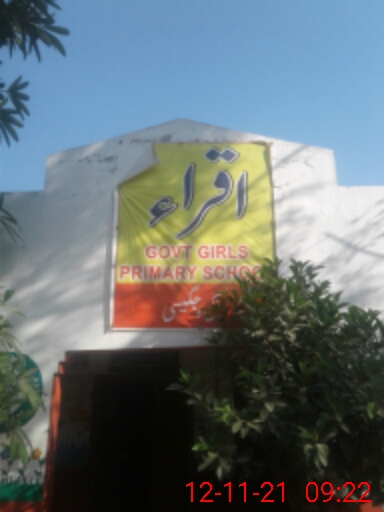 اقراء
GOVT GIRLS
PRIMARY SCHOOL
12-11-21 09:22